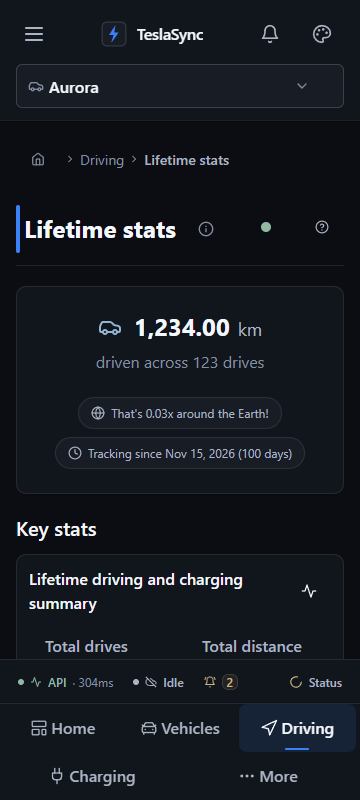 TeslaSync
Aurora
Driving
Lifetime stats
Lifetime stats
1,234.00 km
driven across 123 drives
That's 0.03x around the Earth!
Tracking since Nov 15, 2026 (100 days)
Key stats
Lifetime driving and charging
summary
Total drives Total distance
API · 304ms Idle 2 Status
Home Vehicles Driving
Charging More